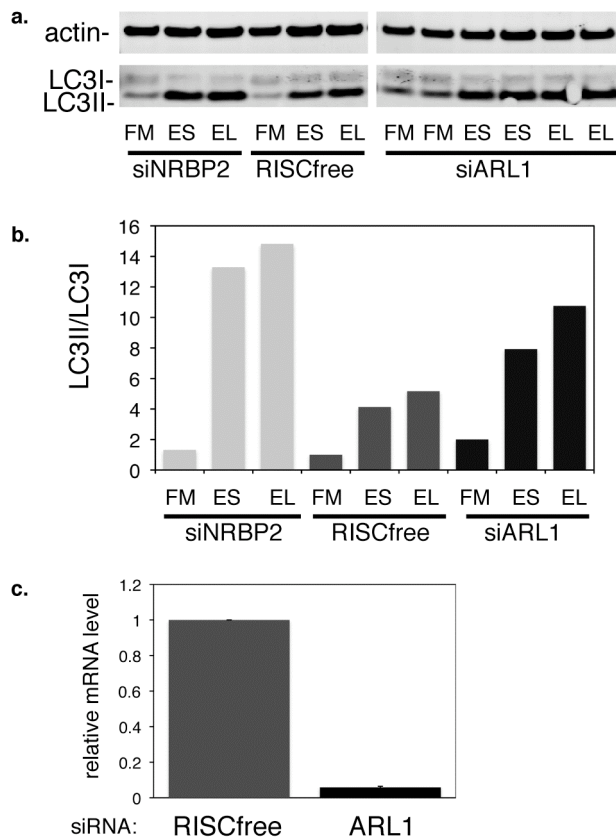 a.
actin-
LC3I-
LC3II-
FM ES EL FM ES EL FM FM ES ES EL EL
siNRBP2 RISCfree siARL1
b.
LC3II/LC3I
16
14
12
10
8
6
4
2
0
FM ES EL FM ES EL FM ES EL
siNRBP2 RISCfree siARL1
c.
relative mRNA level
1.2
1
0.8
0.6
0.4
0.2
0
siRNA: RISCfree ARL1